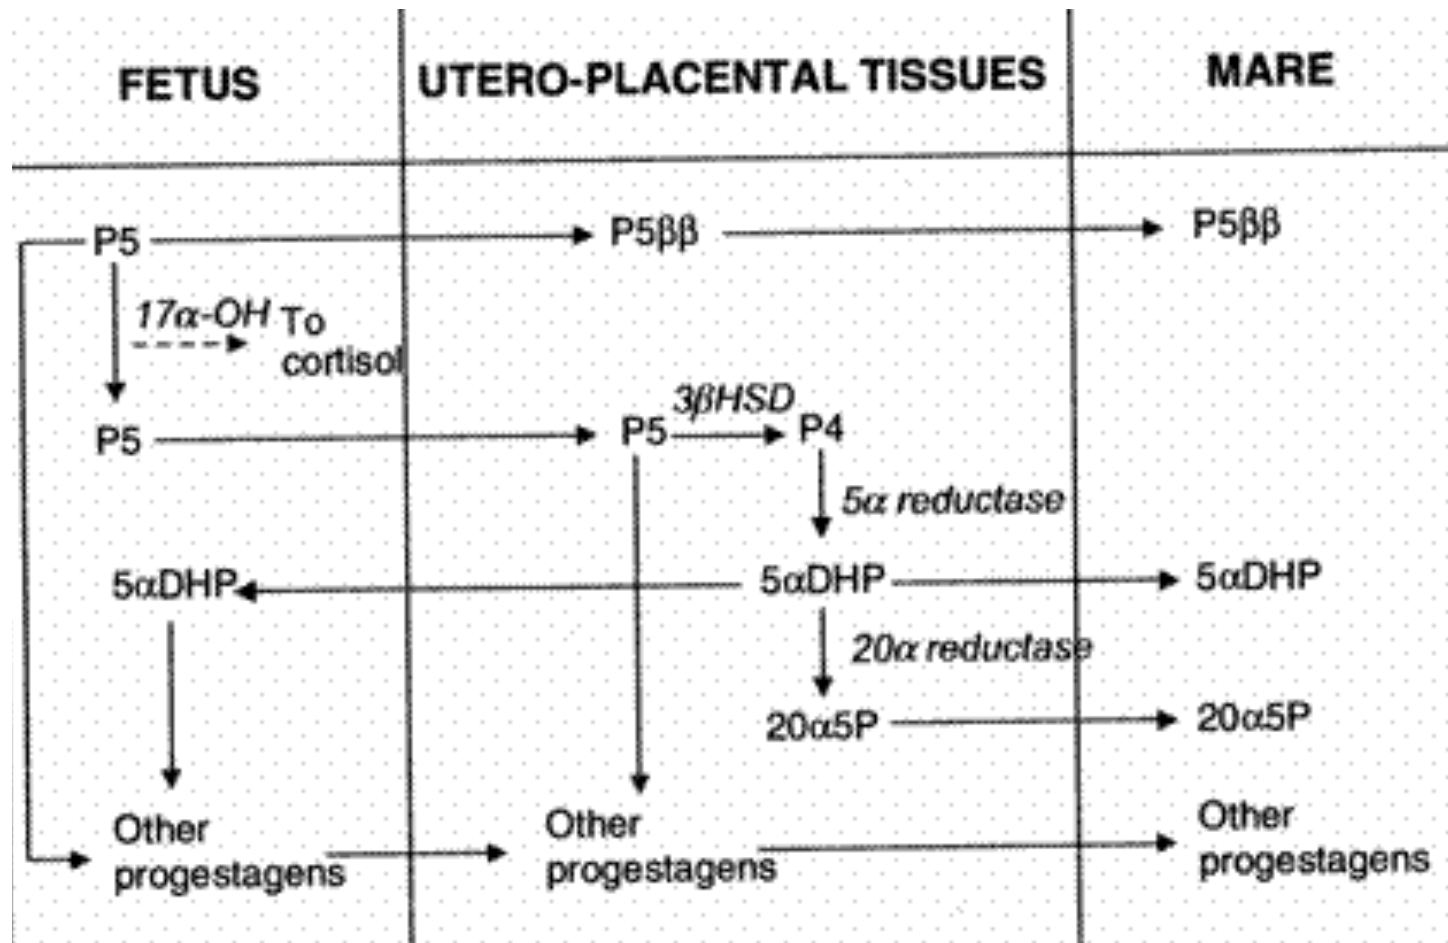 FETUS
UTERO-PLACENTAL TISSUES
MARE
P5
P5ββ
P5ββ
17α-OH To
cortisol
P5
P5
3βHSD
P4
5α reductase
5αDHP
5αDHP
5αDHP
20α reductase
20α5P
20α5P
Other
progestagens
Other
progestagens
Other
progestagens